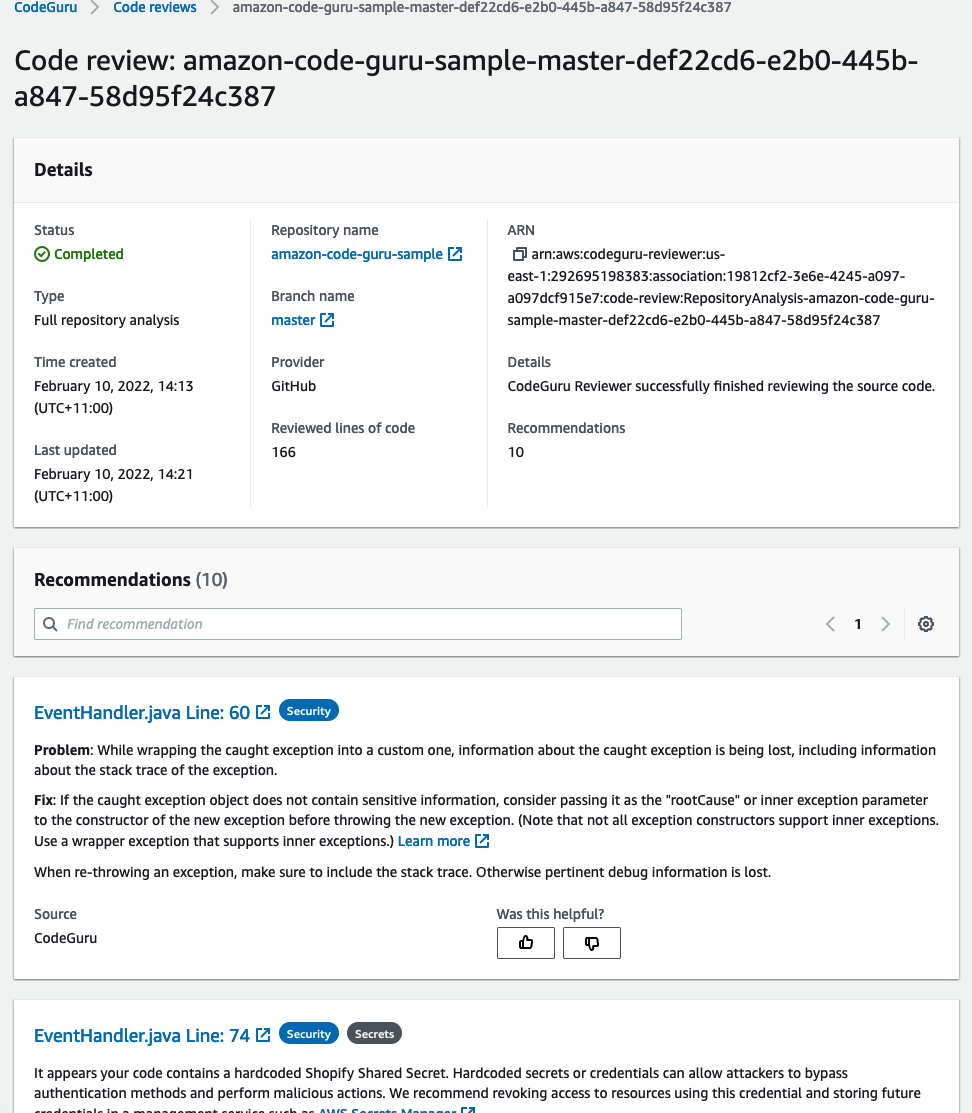 CodeGuru > Code reviews > amazon-code-guru-sample-master-def22cd6-e2b0-445b-a847-58d95f24c387
Code review: amazon-code-guru-sample-master-def22cd6-e2b0-445b-
a847-58d95f24c387
Details
Status
Completed
Type
Full repository analysis
Time created
February 10, 2022, 14:13
(UTC+11:00)
Last updated
February 10, 2022, 14:21
(UTC+11:00)
Repository name
amazon-code-guru-sample
Branch name
master
Provider
GitHub
Reviewed lines of code
166
ARN
arn:aws:codeguru-reviewer:us-
east-1:292695198383:association:19812cf2-3e6e-4245-a097-
a097dcf915e7:code-review:RepositoryAnalysis-amazon-code-guru-
sample-master-def22cd6-e2b0-445b-a847-58d95f24c387
Details
CodeGuru Reviewer successfully finished reviewing the source code.
Recommendations
10
Recommendations (10)
Find recommendation
1
EventHandler.java Line: 60 Security
Problem: While wrapping the caught exception into a custom one, information about the caught exception is being lost, including information
about the stack trace of the exception.
Fix: If the caught exception object does not contain sensitive information, consider passing it as the "rootCause" or inner exception parameter
to the constructor of the new exception before throwing the new exception. (Note that not all exception constructors support inner exceptions.
Use a wrapper exception that supports inner exceptions.) Learn more
When re-throwing an exception, make sure to include the stack trace. Otherwise pertinent debug information is lost.
Source
CodeGuru
Was this helpful?
EventHandler.java Line: 74 Security Secrets
It appears your code contains a hardcoded Shopify Shared Secret. Hardcoded secrets or credentials can allow attackers to bypass
authentication methods and perform malicious actions. We recommend revoking access to resources using this credential and storing future
credentials in a management service such as AWS Secrets Manager